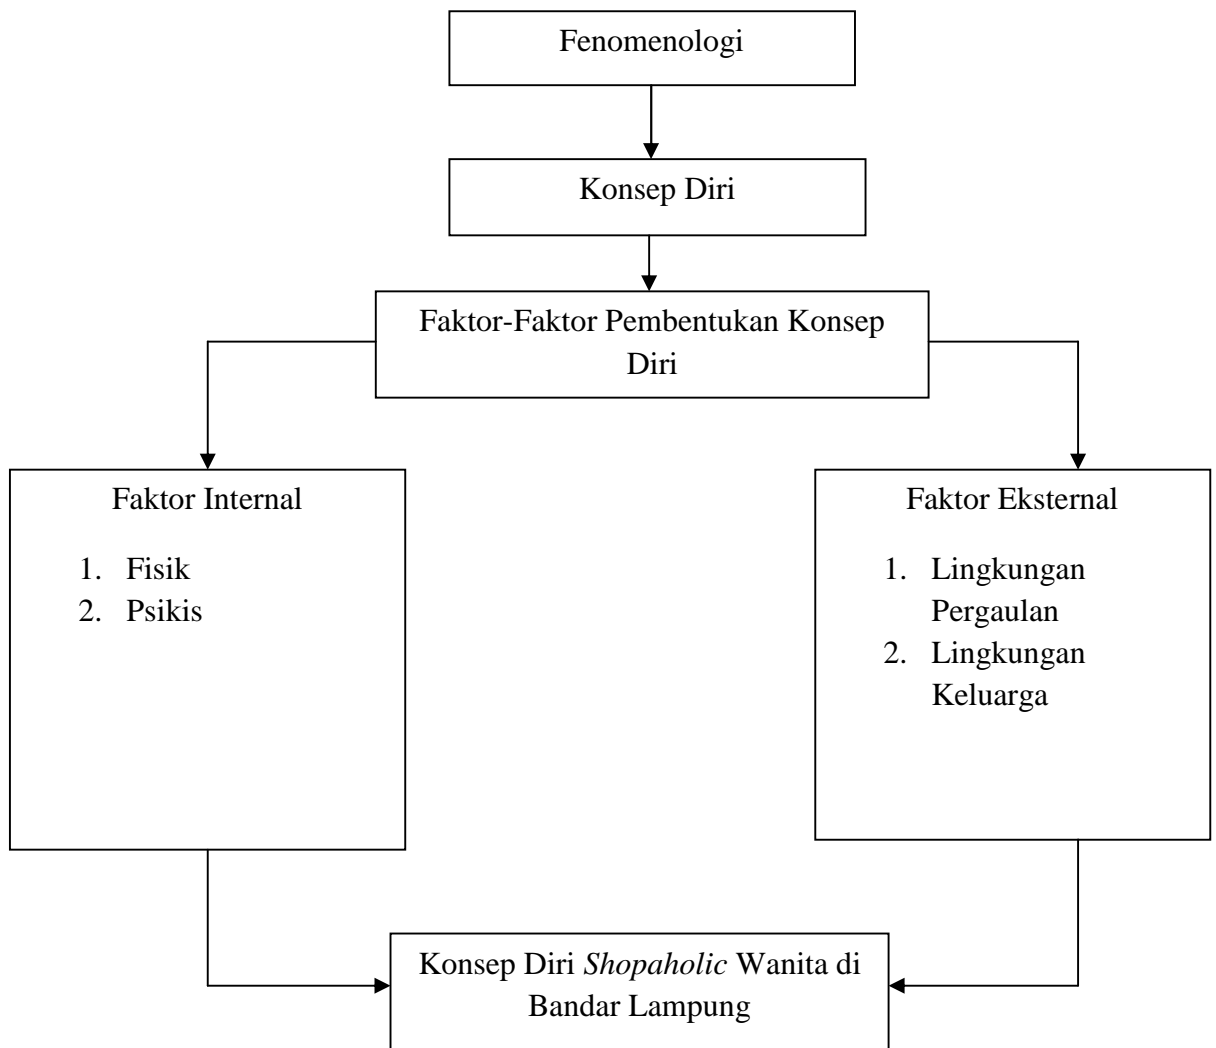 Fenomenologi
Konsep Diri
Faktor-Faktor Pembentukan Konsep
Diri
Faktor Internal
1. Fisik
2. Psikis
Faktor Eksternal
1. Lingkungan
Pergaulan
2. Lingkungan
Keluarga
Konsep Diri Shopaholic Wanita di
Bandar Lampung